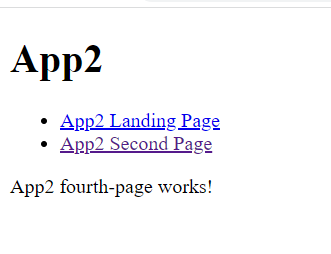 App2
App2 Landing Page
App2 Second Page
App2 fourth-page works!